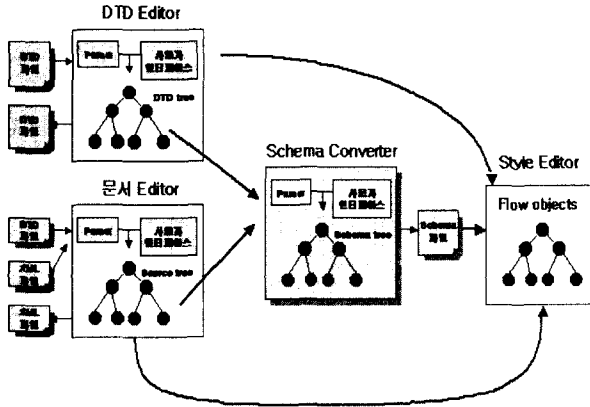 DTD Editor
DTD
파일
Parser
사용자
인터페이스
DTD tree
DTD
파일
문서 Editor
DTD
파일
Parser
사용자
인터페이스
XML
파일
Source tree
XML
파일
Schema Converter
Parser
사용자
인터페이스
Schema tree
Schema
파일
Style Editor
Flow objects